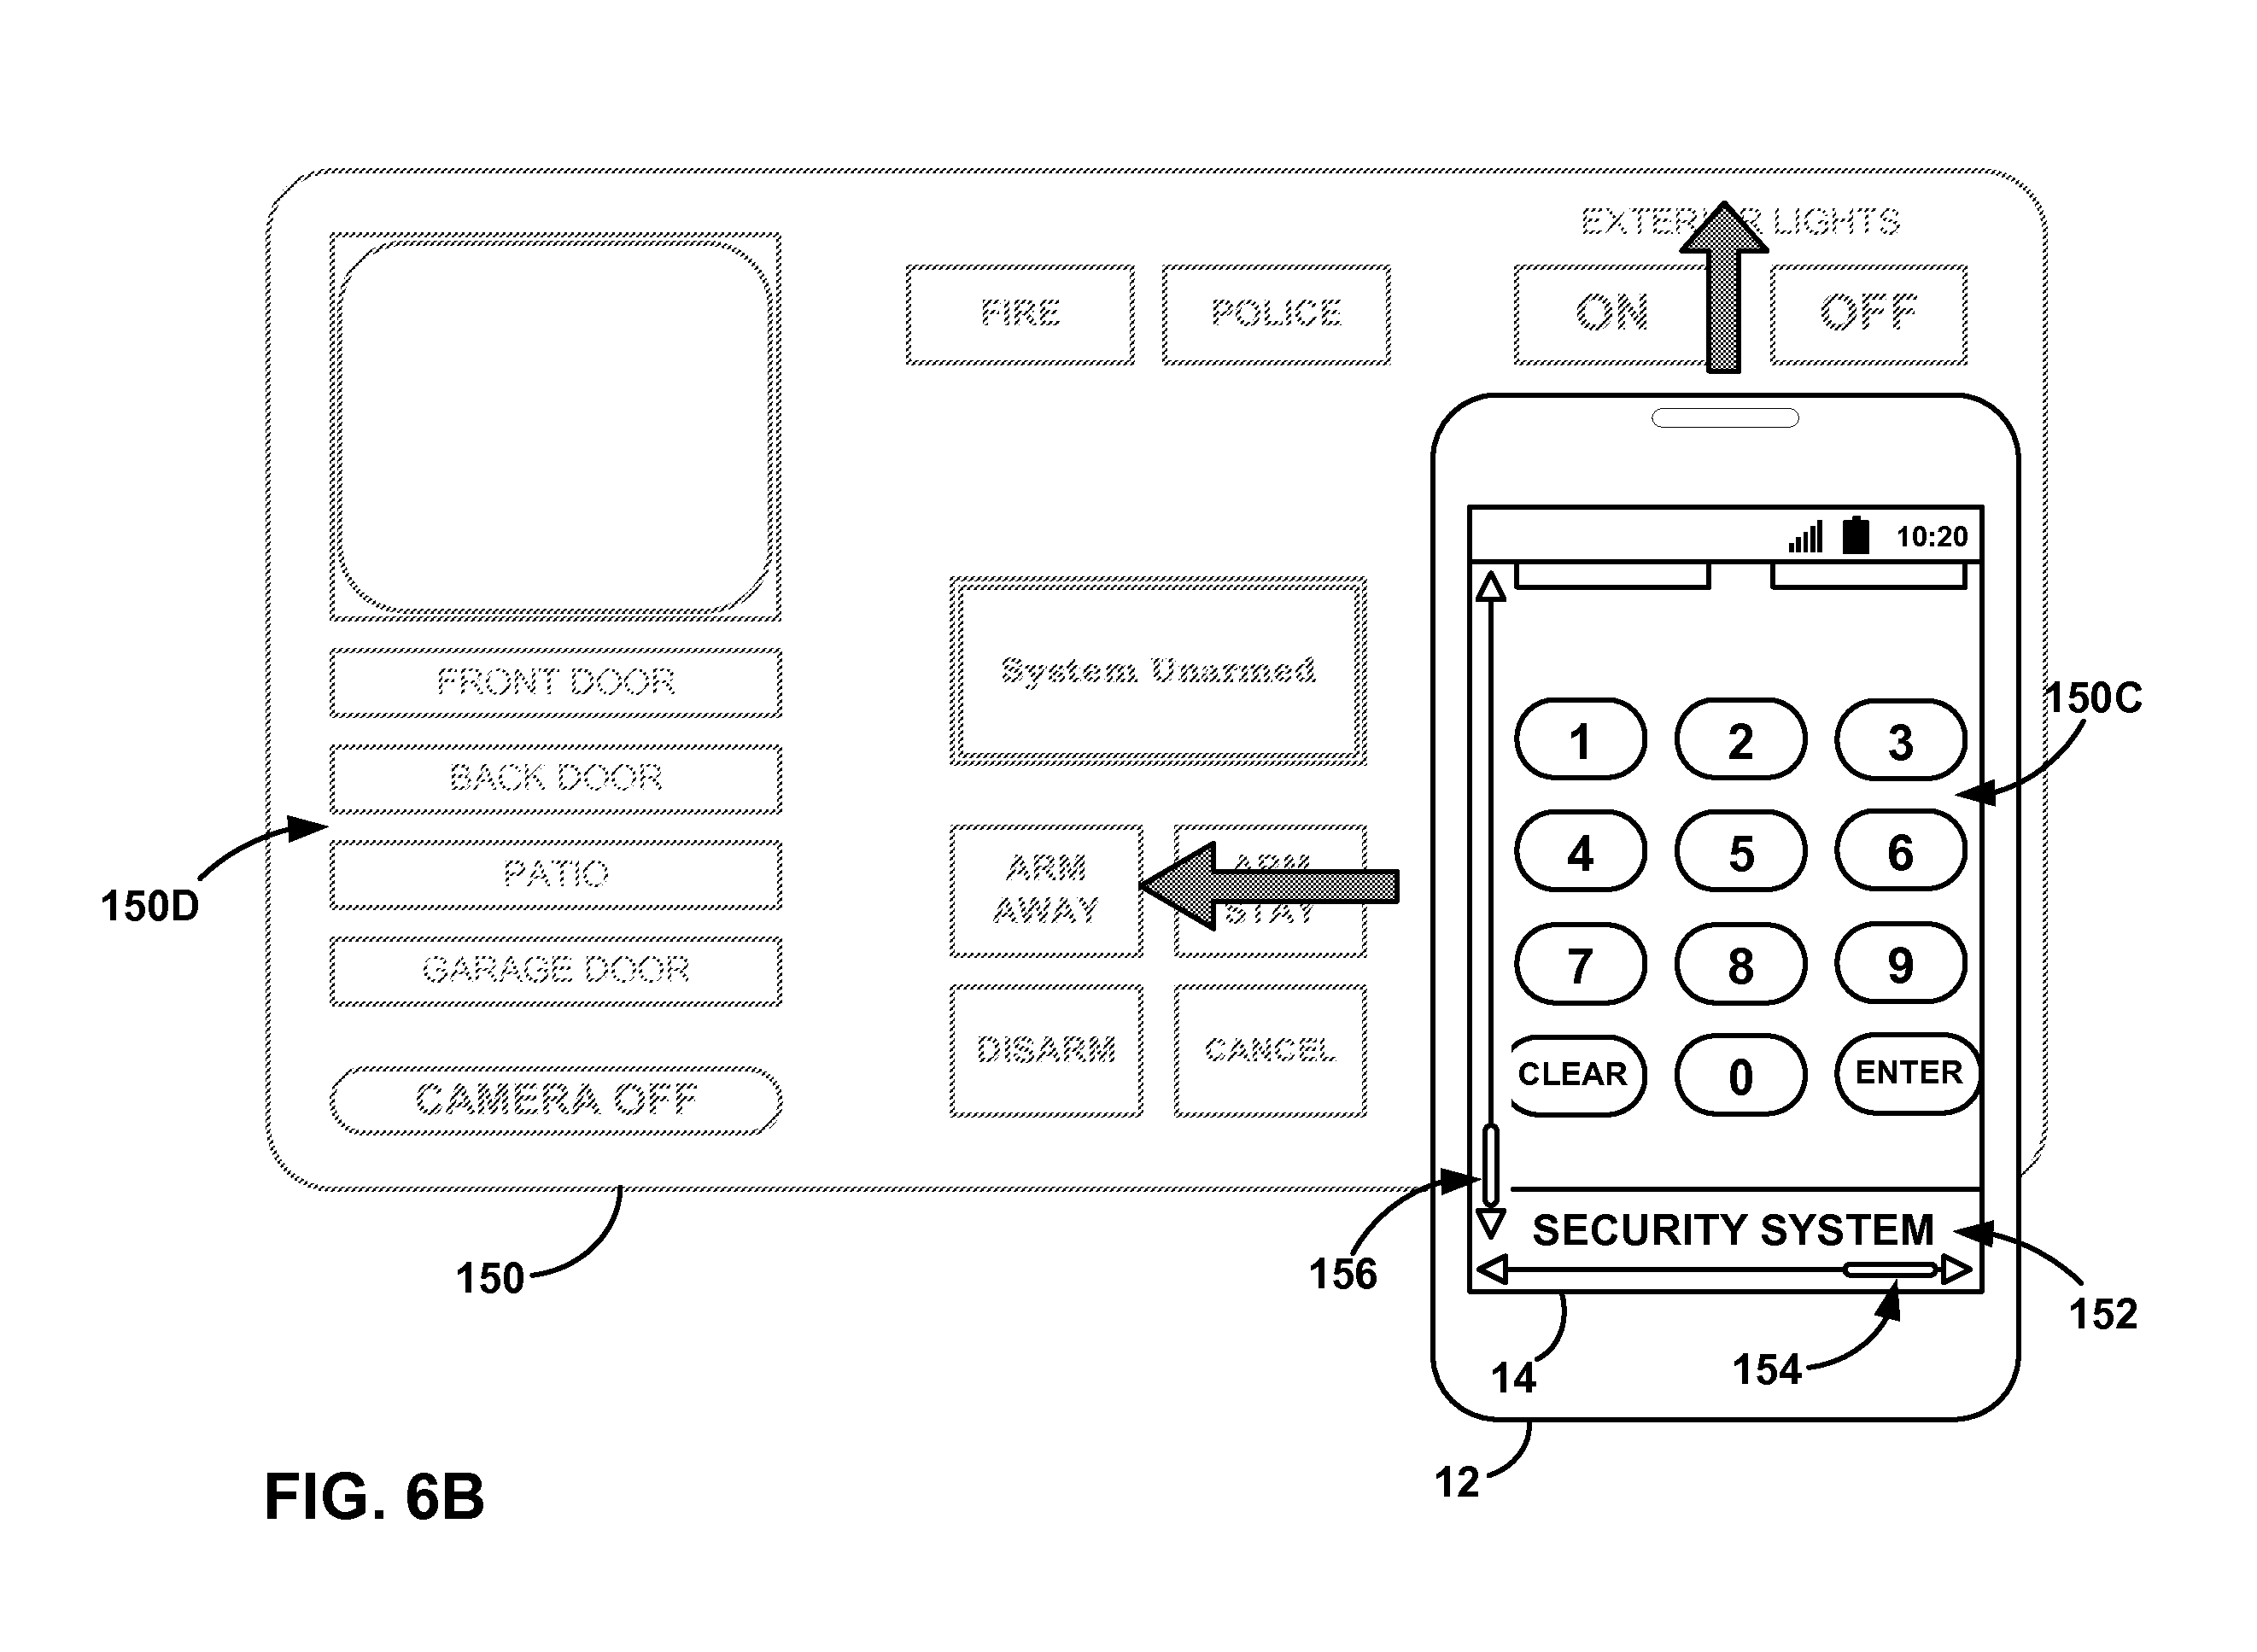 EXTERIOR LIGHTS
FIRE
POLICE
ON
OFF
10:20
System Unarmed
FRONT DOOR
BACK DOOR
PATIO
GARAGE DOOR
CAMERA OFF
ARM
AWAY
ARM
STAY
DISARM
CANCEL
1
2
3
4
5
6
7
8
9
CLEAR
0
ENTER
SECURITY SYSTEM
150C
150D
150
156
152
14
154
12
FIG. 6B